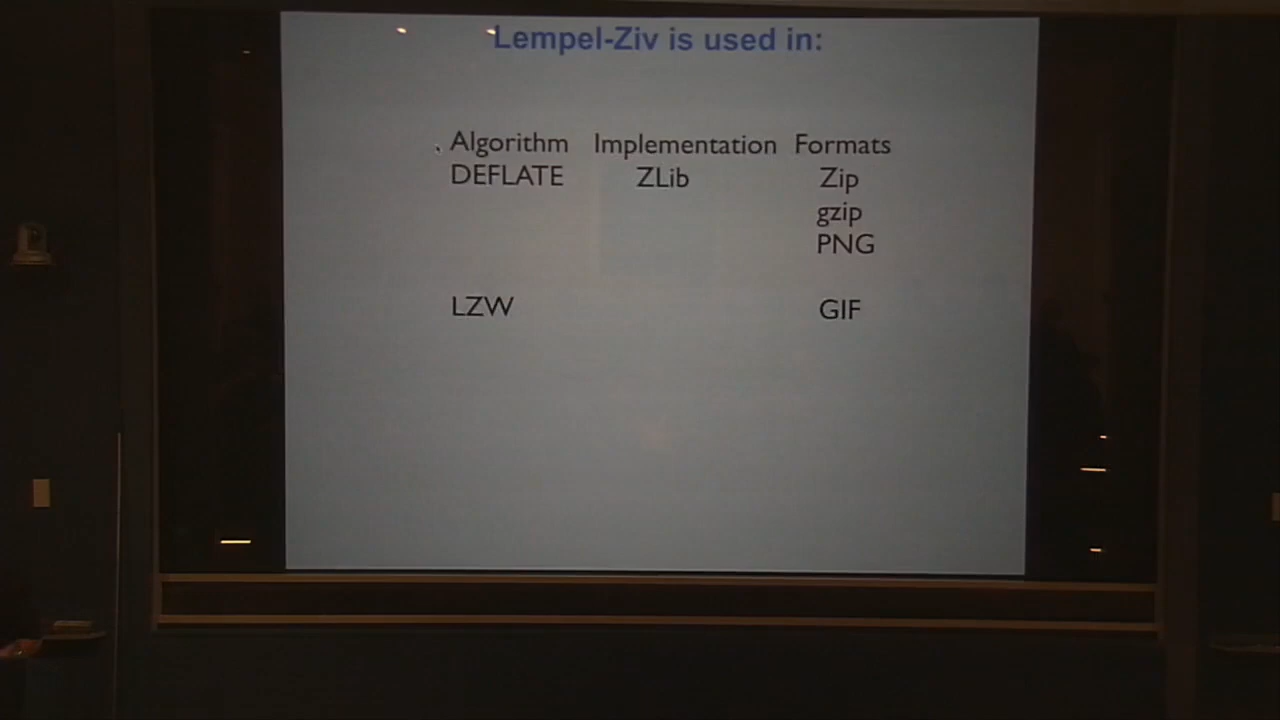 Lempel-Ziv is used in:
Algorithm Implementation Formats
DEFLATE ZLib Zip
gzip
PNG
LZW GIF